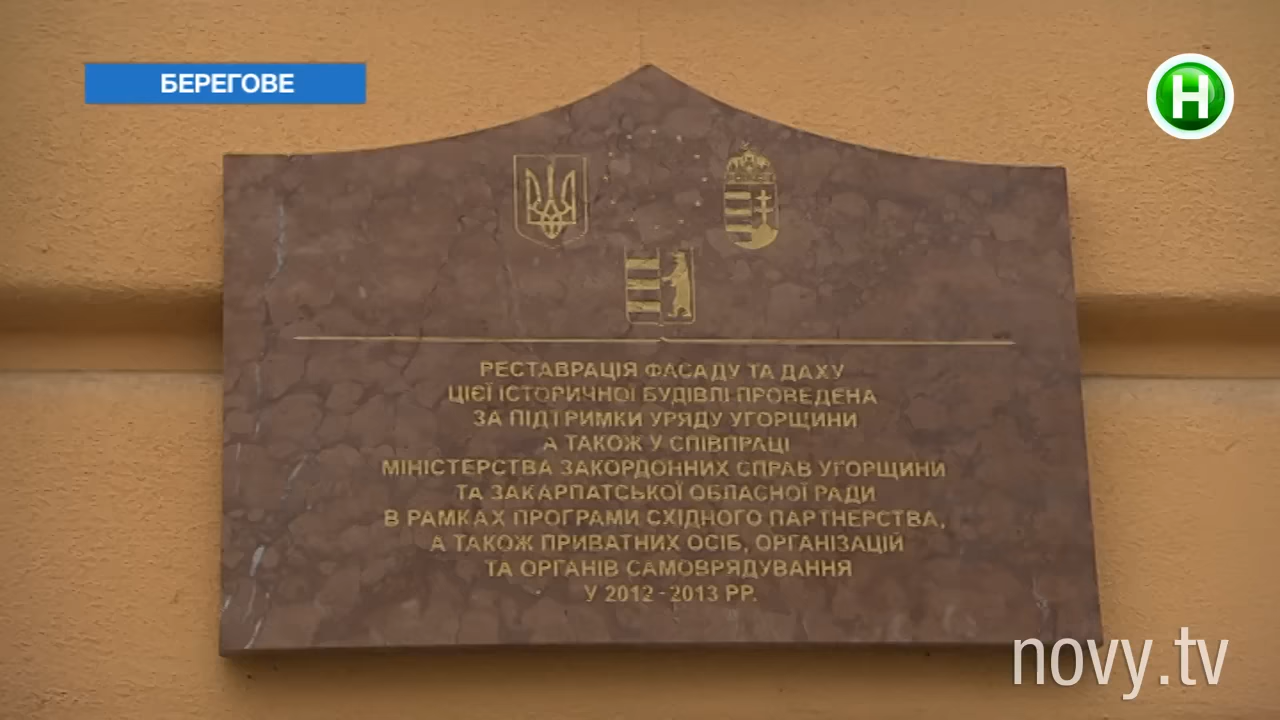 БЕРЕГОВЕ
Н
РЕСТАВРАЦІЯ ФАСАДУ ТА ДАХУ
ЦІЄЇ ІСТОРИЧНОЇ БУДІВЛІ ПРОВЕДЕНА
ЗА ПІДТРИМКИ УРЯДУ УГОРЩИНИ
А ТАКОЖ У СПІВПРАЦІ
МІНІСТЕРСТВА ЗАКОРДОННИХ СПРАВ УГОРЩИНИ
ТА ЗАКАРПАТСЬКОЇ ОБЛАСНОЇ РАДИ
В РАМКАХ ПРОГРАМИ СХІДНОГО ПАРТНЕРСТВА,
А ТАКОЖ ПРИВАТНИХ ОСІБ, ОРГАНІЗАЦІЙ
ТА ОРГАНІВ САМОВРЯДУВАННЯ
У 2012 - 2013 РР.
novy.tv